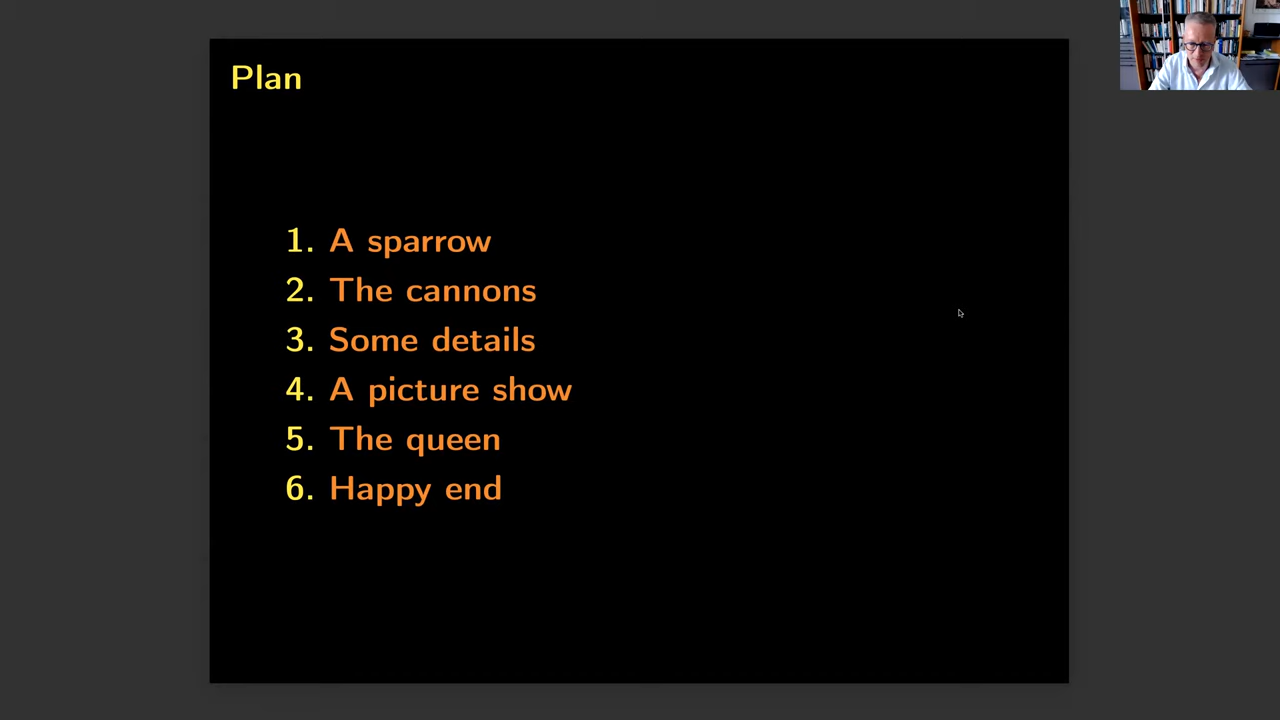 Plan
1. A sparrow
2. The cannons
3. Some details
4. A picture show
5. The queen
6. Happy end